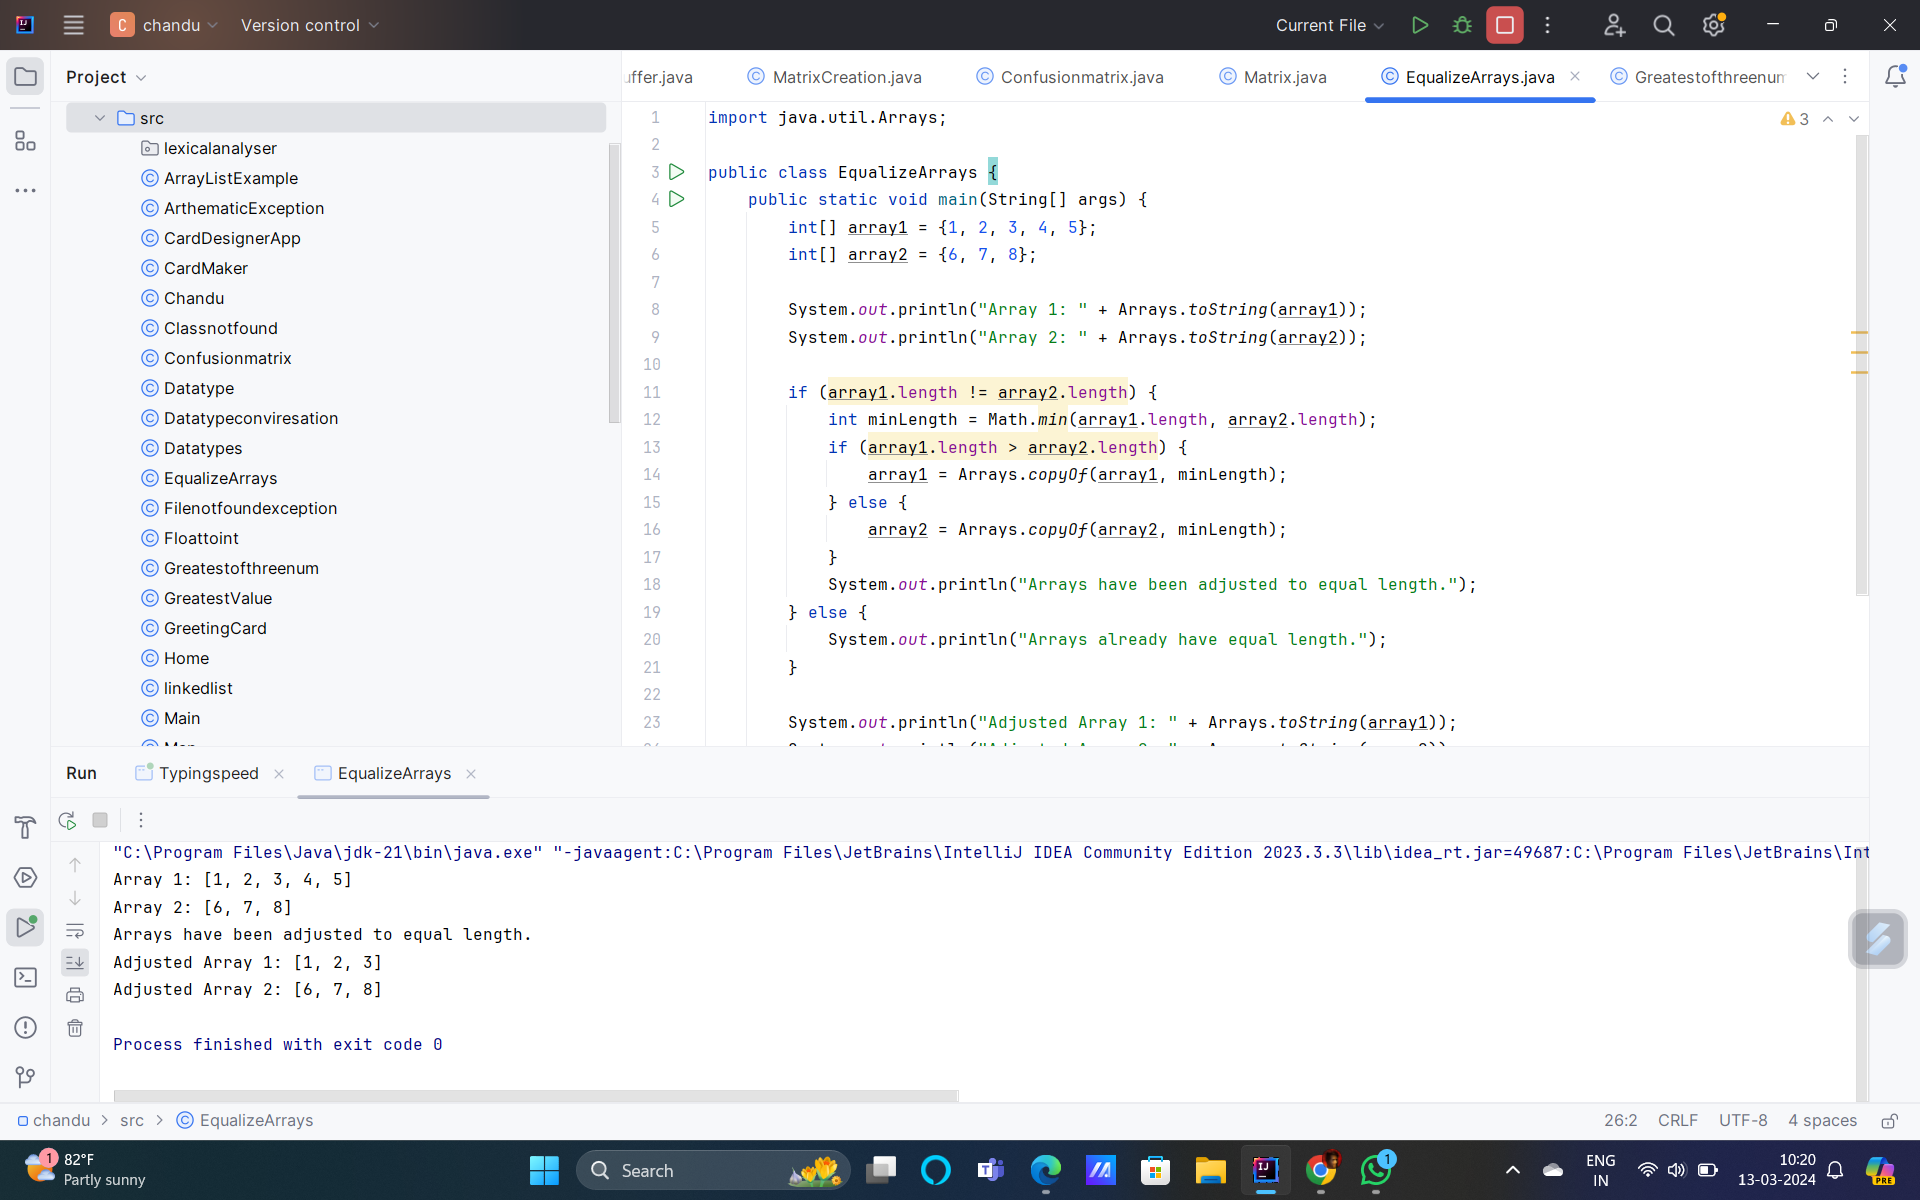 C chandu Version control Current File
Project
uffer.java MatrixCreation.java Confusionmatrix.java Matrix.java EqualizeArrays.java Greatestofthreenum
src
lexicalanalyser
ArrayListExample
ArthematicException
CardDesignerApp
CardMaker
Chandu
Classnotfound
Confusionmatrix
Datatype
Datatypeconviresation
Datatypes
EqualizeArrays
Filenotfoundexception
Floattoint
Greatestofthreenum
GreatestValue
GreetingCard
Home
linkedlist
Main
3
1 import java.util.Arrays;
2
3 public class EqualizeArrays {
4 public static void main(String[] args) {
5 int[] array1 = {1, 2, 3, 4, 5};
6 int[] array2 = {6, 7, 8};
7
8 System.out.println("Array 1: " + Arrays.toString(array1));
9 System.out.println("Array 2: " + Arrays.toString(array2));
10
11 if (array1.length != array2.length) {
12 int minLength = Math.min(array1.length, array2.length);
13 if (array1.length > array2.length) {
14 array1 = Arrays.copyOf(array1, minLength);
15 } else {
16 array2 = Arrays.copyOf(array2, minLength);
17 }
18 System.out.println("Arrays have been adjusted to equal length.");
19 } else {
20 System.out.println("Arrays already have equal length.");
21 }
22
23 System.out.println("Adjusted Array 1: " + Arrays.toString(array1));
Run Typingspeed EqualizeArrays
"C:\Program Files\Java\jdk-21\bin\java.exe" "-javaagent:C:\Program Files\JetBrains\IntelliJ IDEA Community Edition 2023.3.3\lib\idea_rt.jar=49687:C:\Program Files\JetBrains\Int
Array 1: [1, 2, 3, 4, 5]
Array 2: [6, 7, 8]
Arrays have been adjusted to equal length.
Adjusted Array 1: [1, 2, 3]
Adjusted Array 2: [6, 7, 8]
Process finished with exit code 0
chandu > src > EqualizeArrays 26:2 CRLF UTF-8 4 spaces
1 82°F
Partly sunny
Search
1
ENG
IN
10:20
13-03-2024
PRE